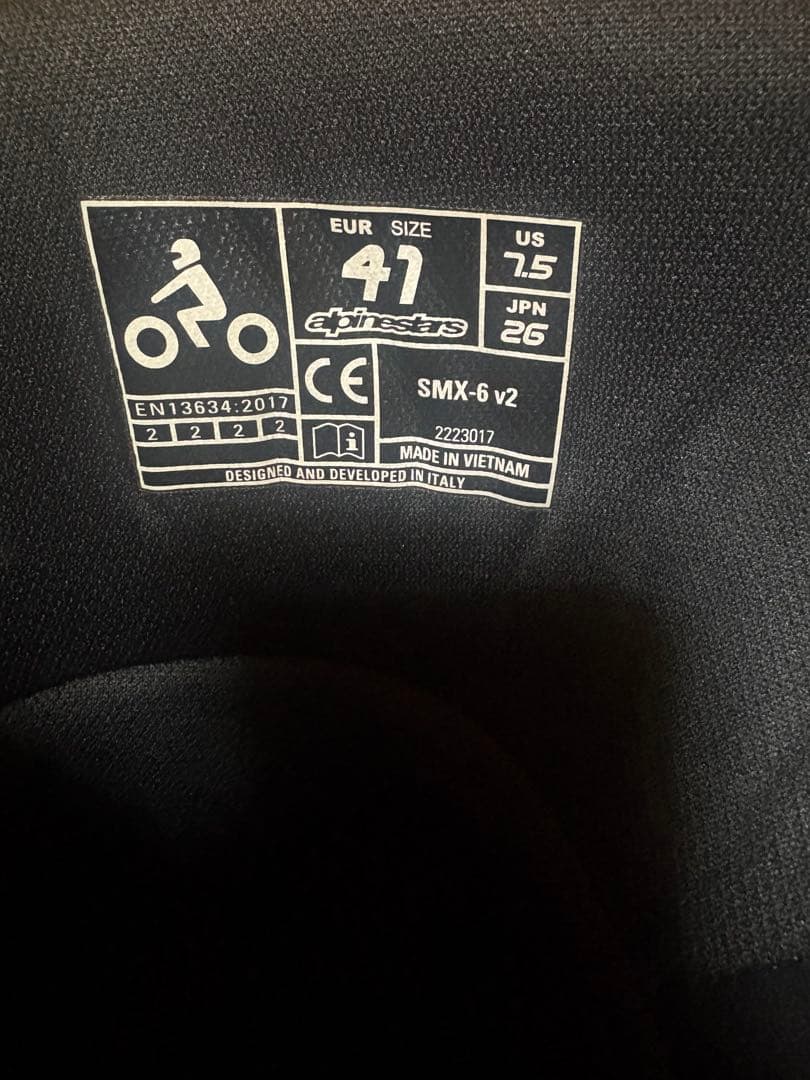 EUR SIZE
41
alpinestars
US
7.5
JPN
26
CE
SMX-6 v2
2223017
EN13634:2017
2 2 2 2
i
MADE IN VIETNAM
DESIGNED AND DEVELOPED IN ITALY